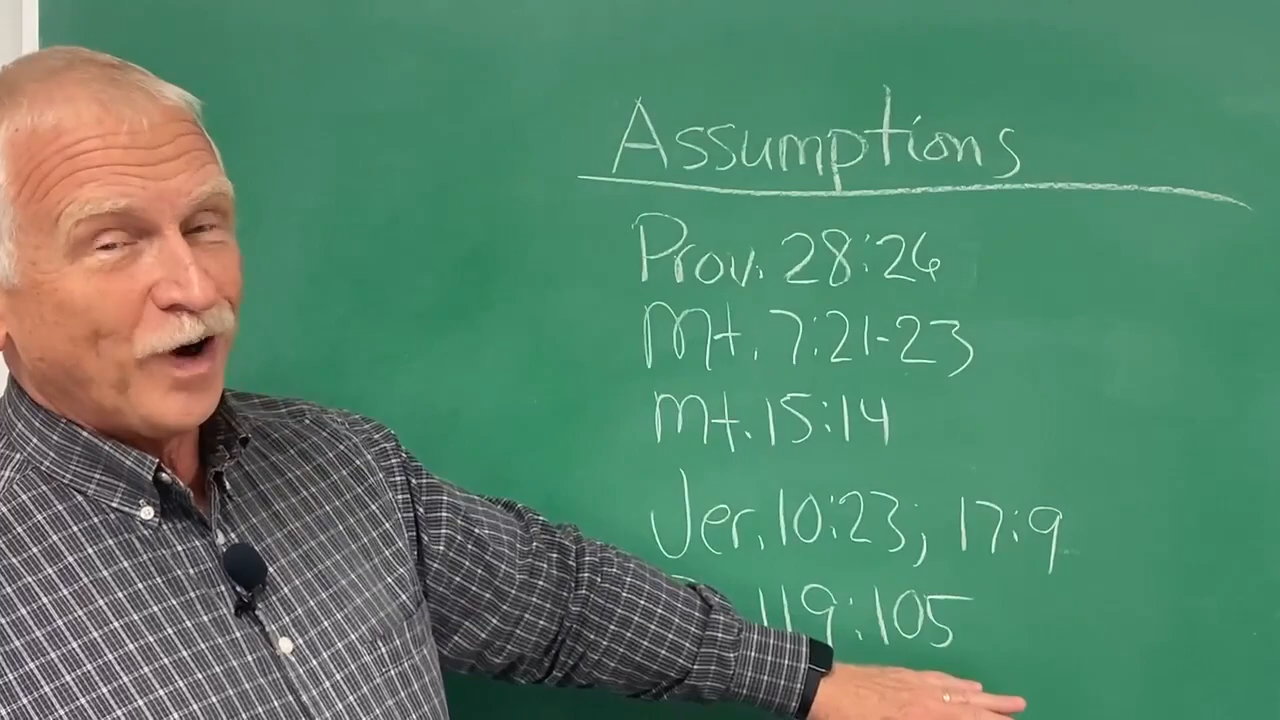 Assumptions
Prov. 28:26
Mt. 7:21-23
Mt. 15:14
Jer. 10:23; 17:9
119:105